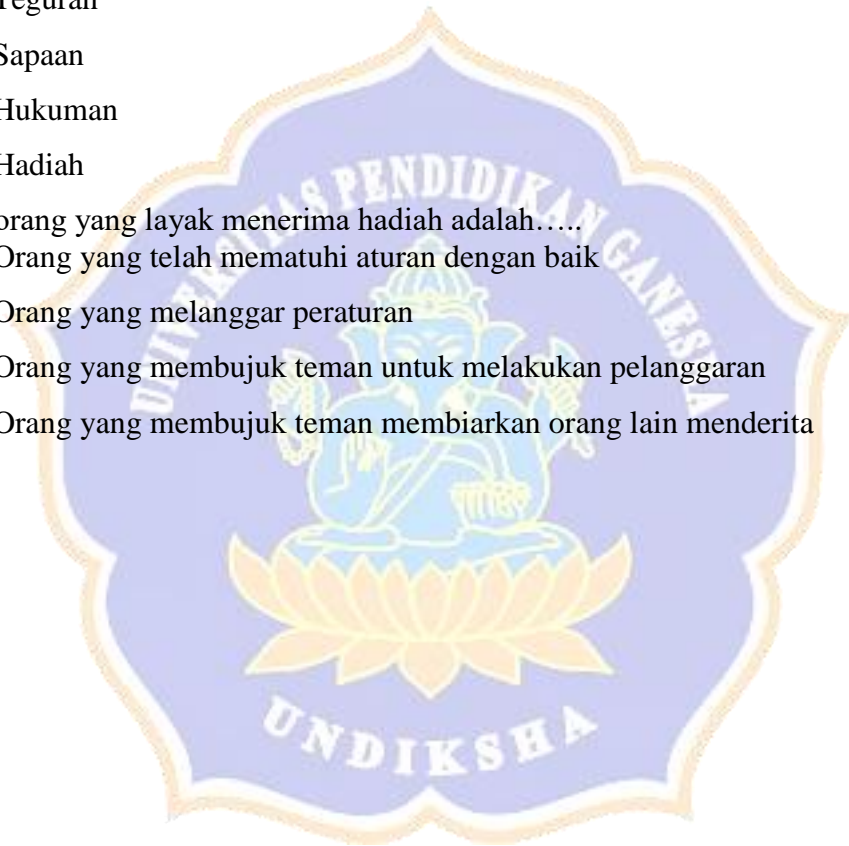 Teguran
Sapaan
Hukuman
Hadiah
orang yang layak menerima hadiah adalah…..
Orang yang telah mematuhi aturan dengan baik
Orang yang melanggar peraturan
Orang yang membujuk teman untuk melakukan pelanggaran
Orang yang membujuk teman membiarkan orang lain menderita
UNIVERSITAS PENDIDIKAN GANESHA
UNDIKSHA